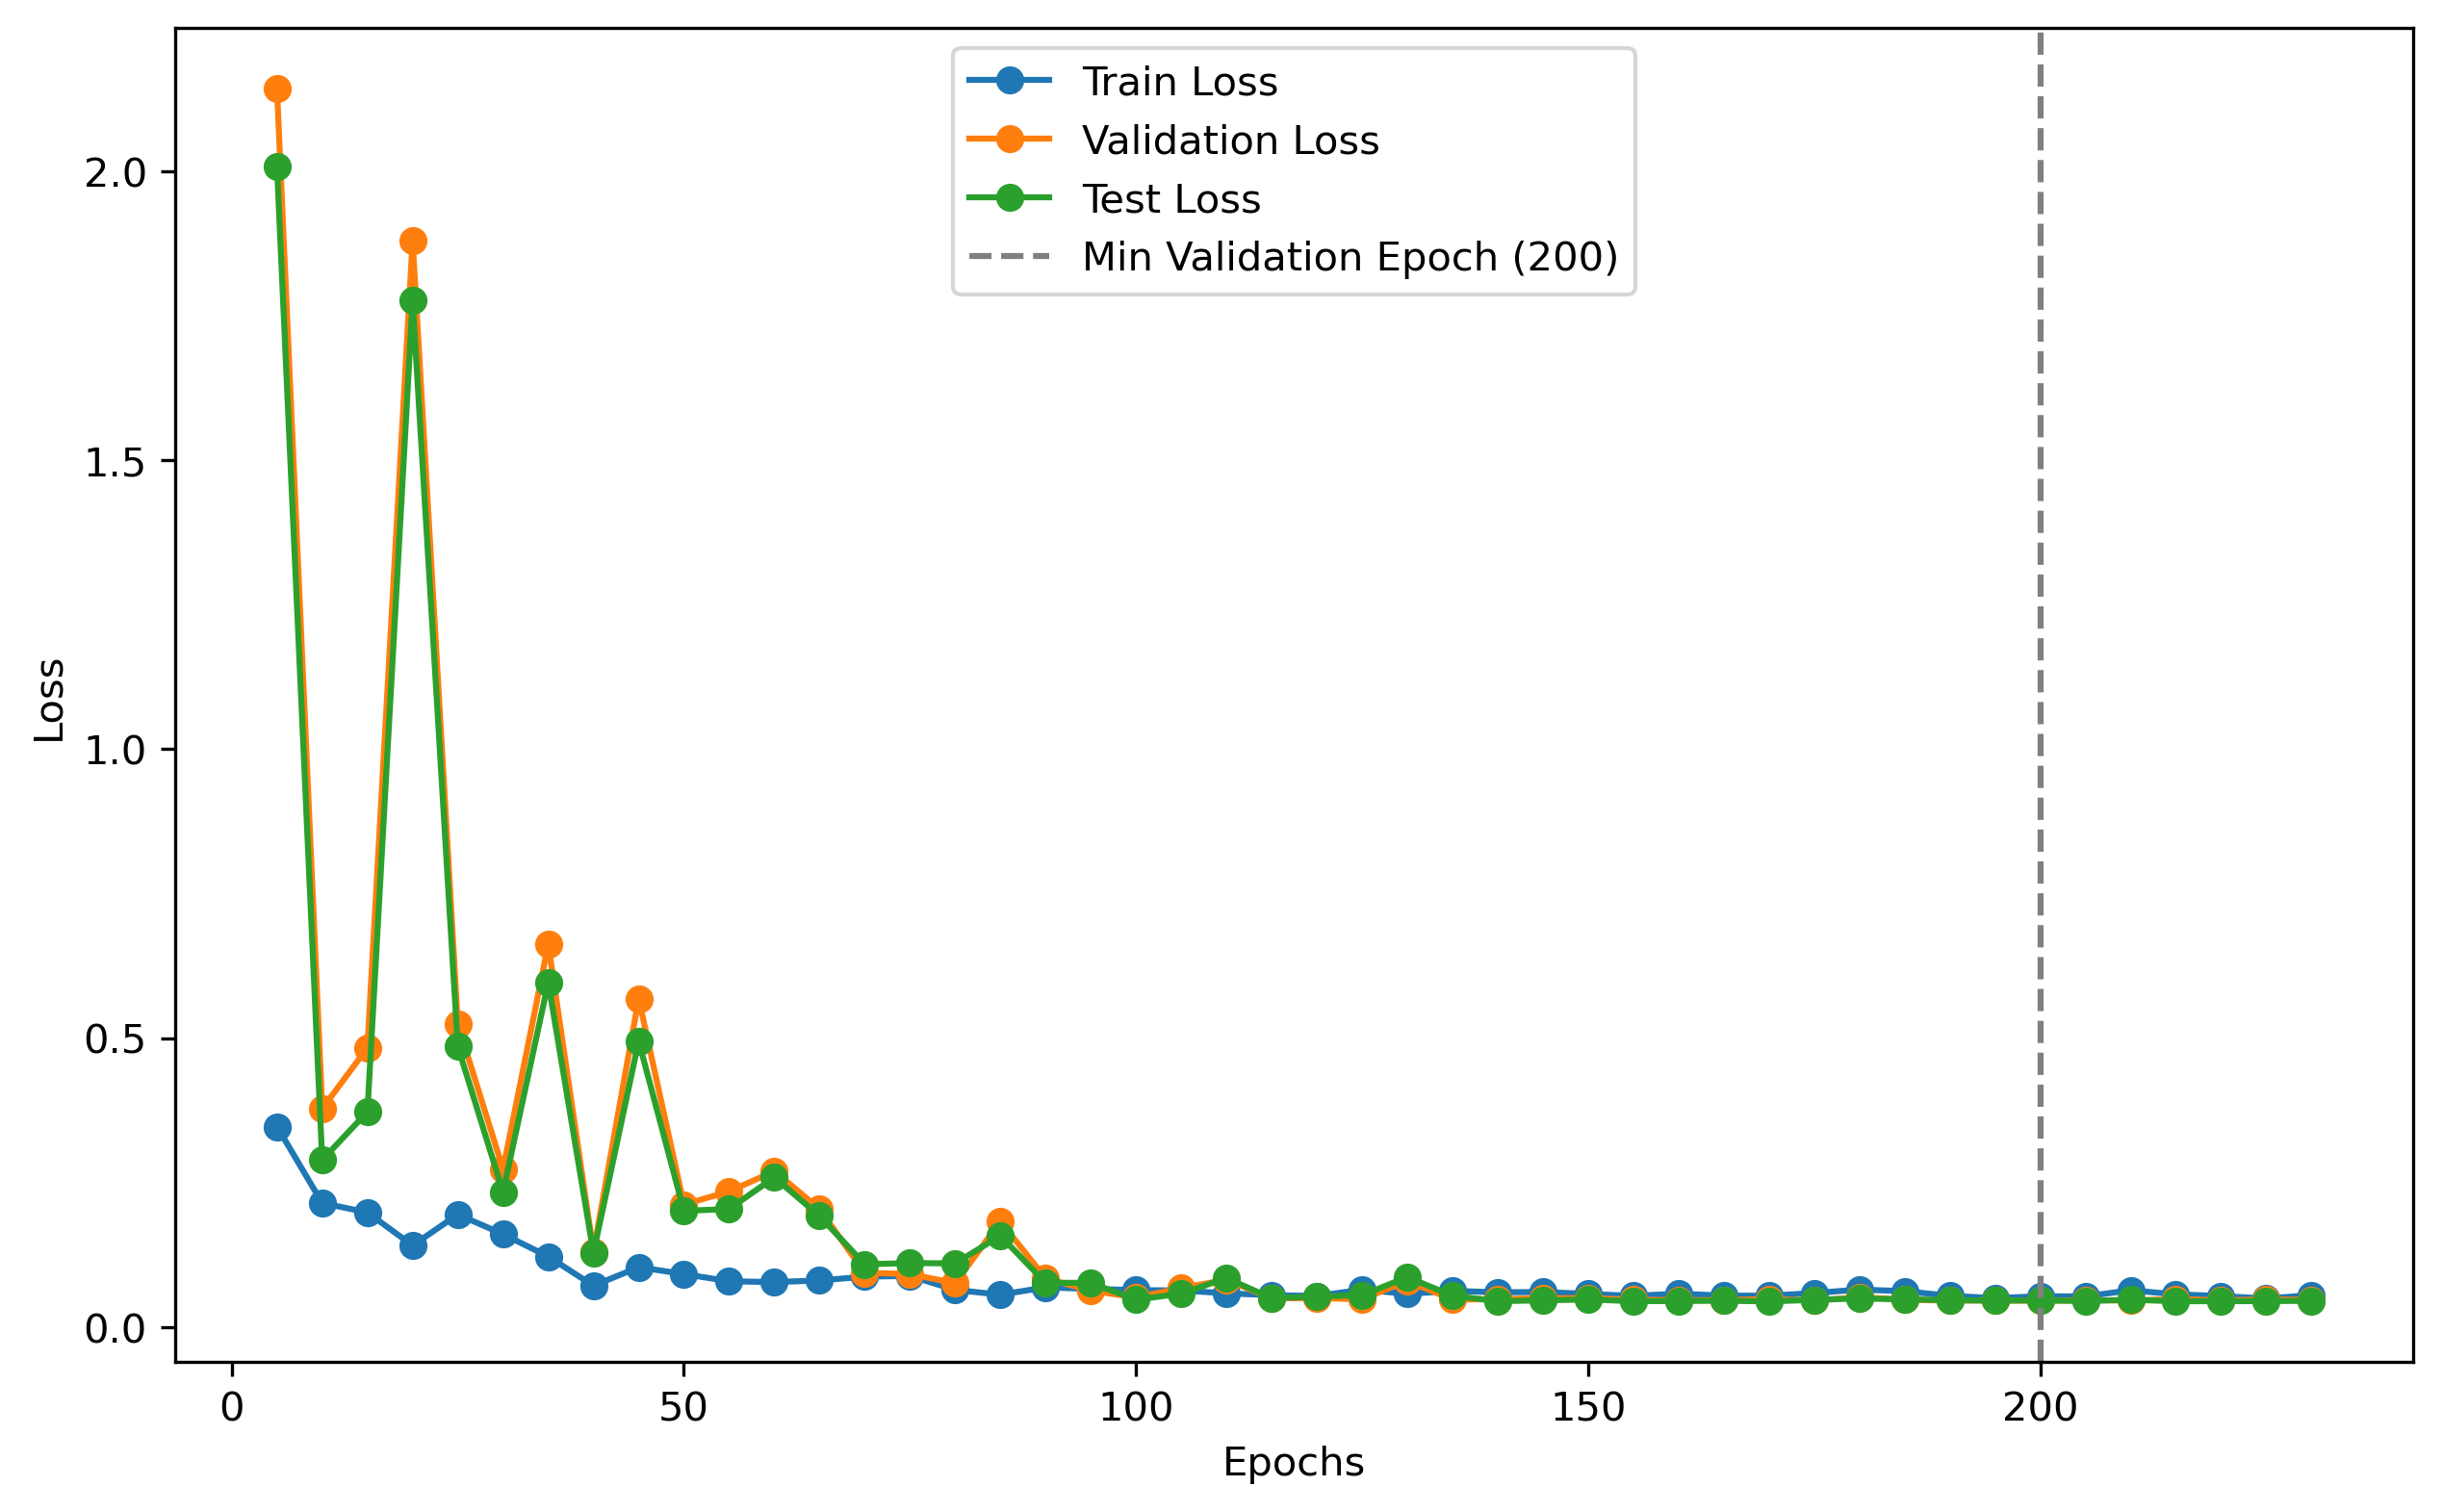 Train Loss
Validation Loss
Test Loss
Min Validation Epoch (200)
2.0
1.5
1.0
0.5
0.0
Loss
0 50 100 150 200
Epochs